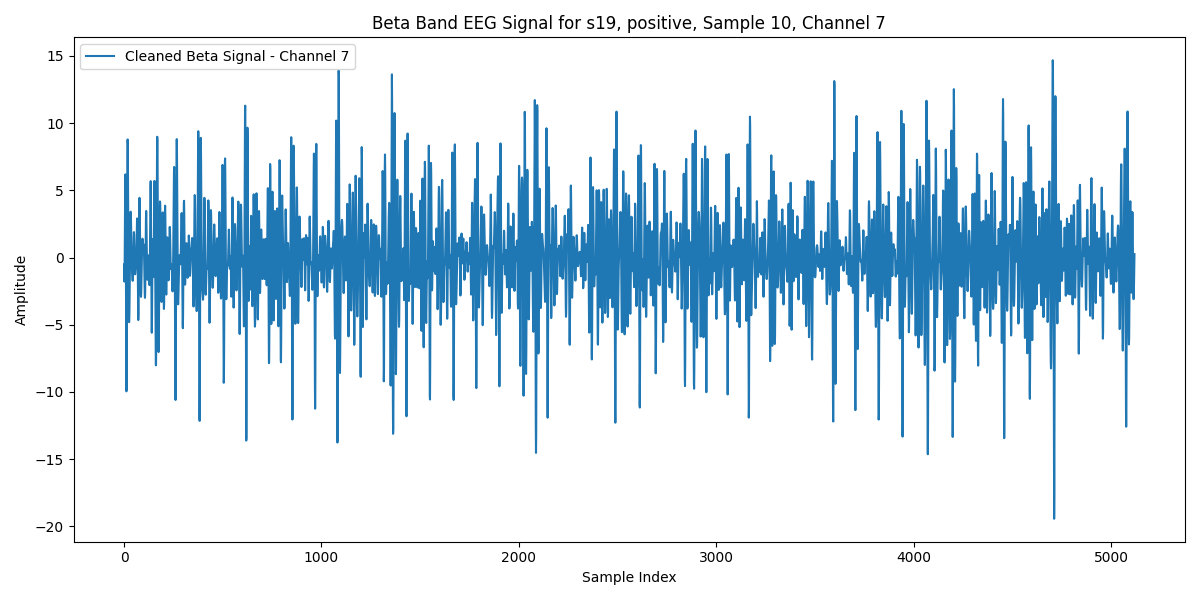 Beta Band EEG Signal for s19, positive, Sample 10, Channel 7
Cleaned Beta Signal - Channel 7
Amplitude
15
10
5
0
−5
−10
−15
−20
0 1000 2000 3000 4000 5000
Sample Index